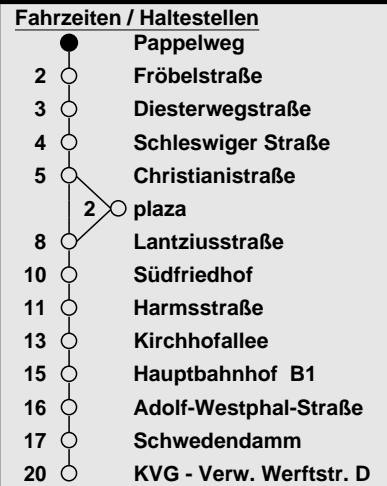 Fahrzeiten / Haltestellen
Pappelweg
2 Fröbelstraße
3 Diesterwegstraße
4 Schleswiger Straße
5 Christianistraße
2 plaza
8 Lantziusstraße
10 Südfriedhof
11 Harmsstraße
13 Kirchhofallee
15 Hauptbahnhof B1
16 Adolf-Westphal-Straße
17 Schwedendamm
20 KVG - Verw. Werftstr. D